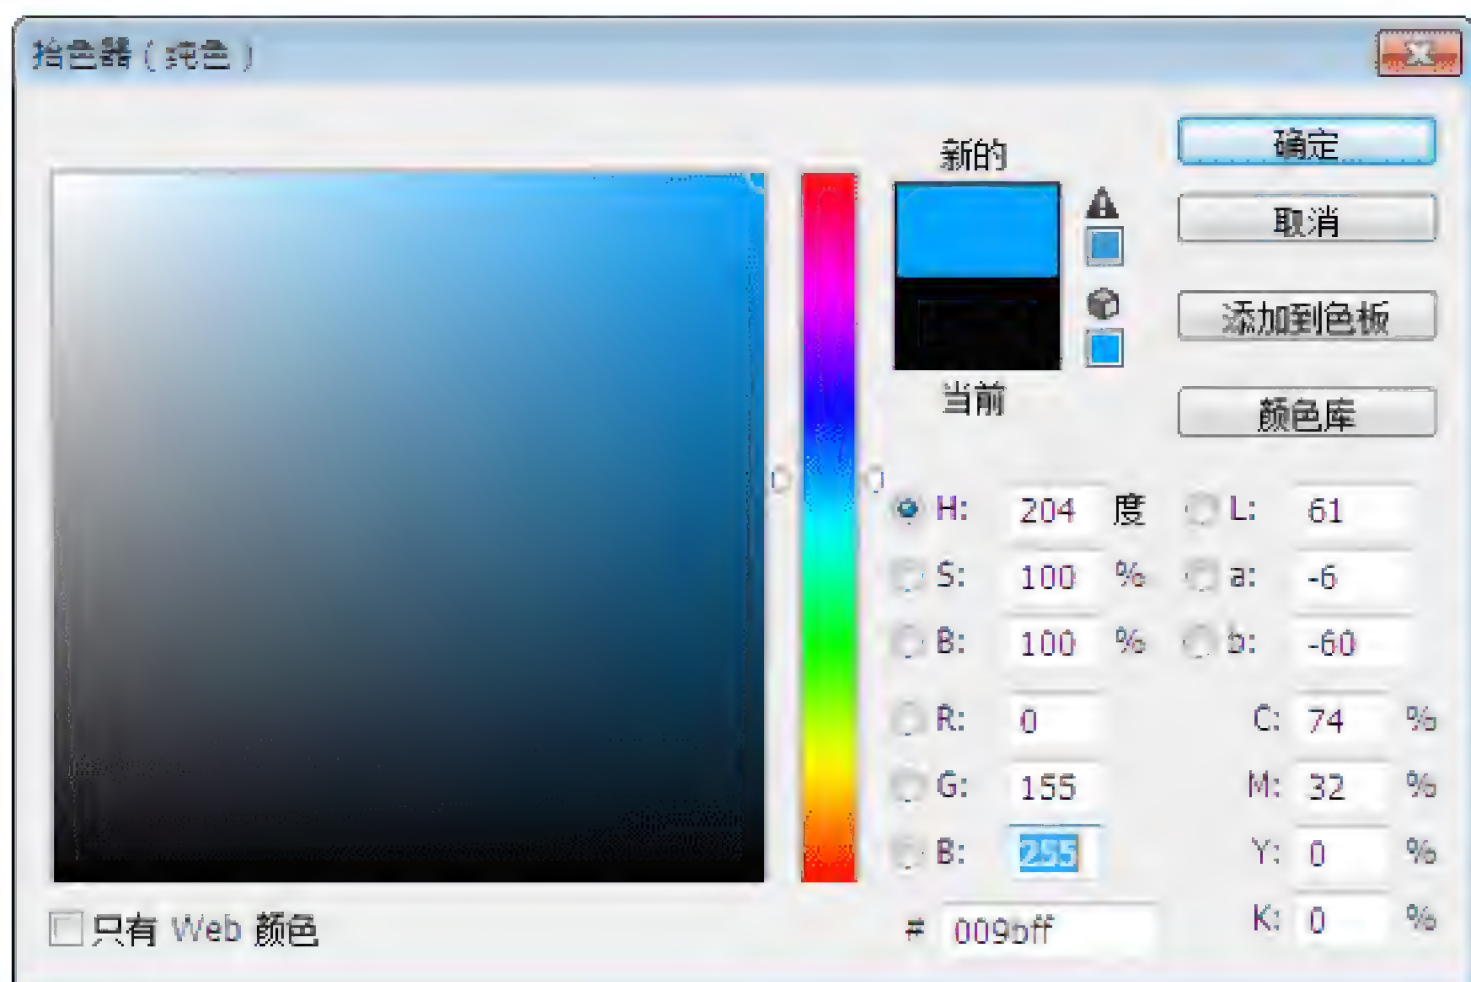 拾色器（纯色）
新的
当前
确定
取消
添加到色板
颜色库
H: 204 度 L: 61
S: 100 % a: -6
B: 100 % b: -60
R: 0 C: 74 %
G: 155 M: 32 %
B: 255 Y: 0 %
# 009bff K: 0 %
只有 Web 颜色